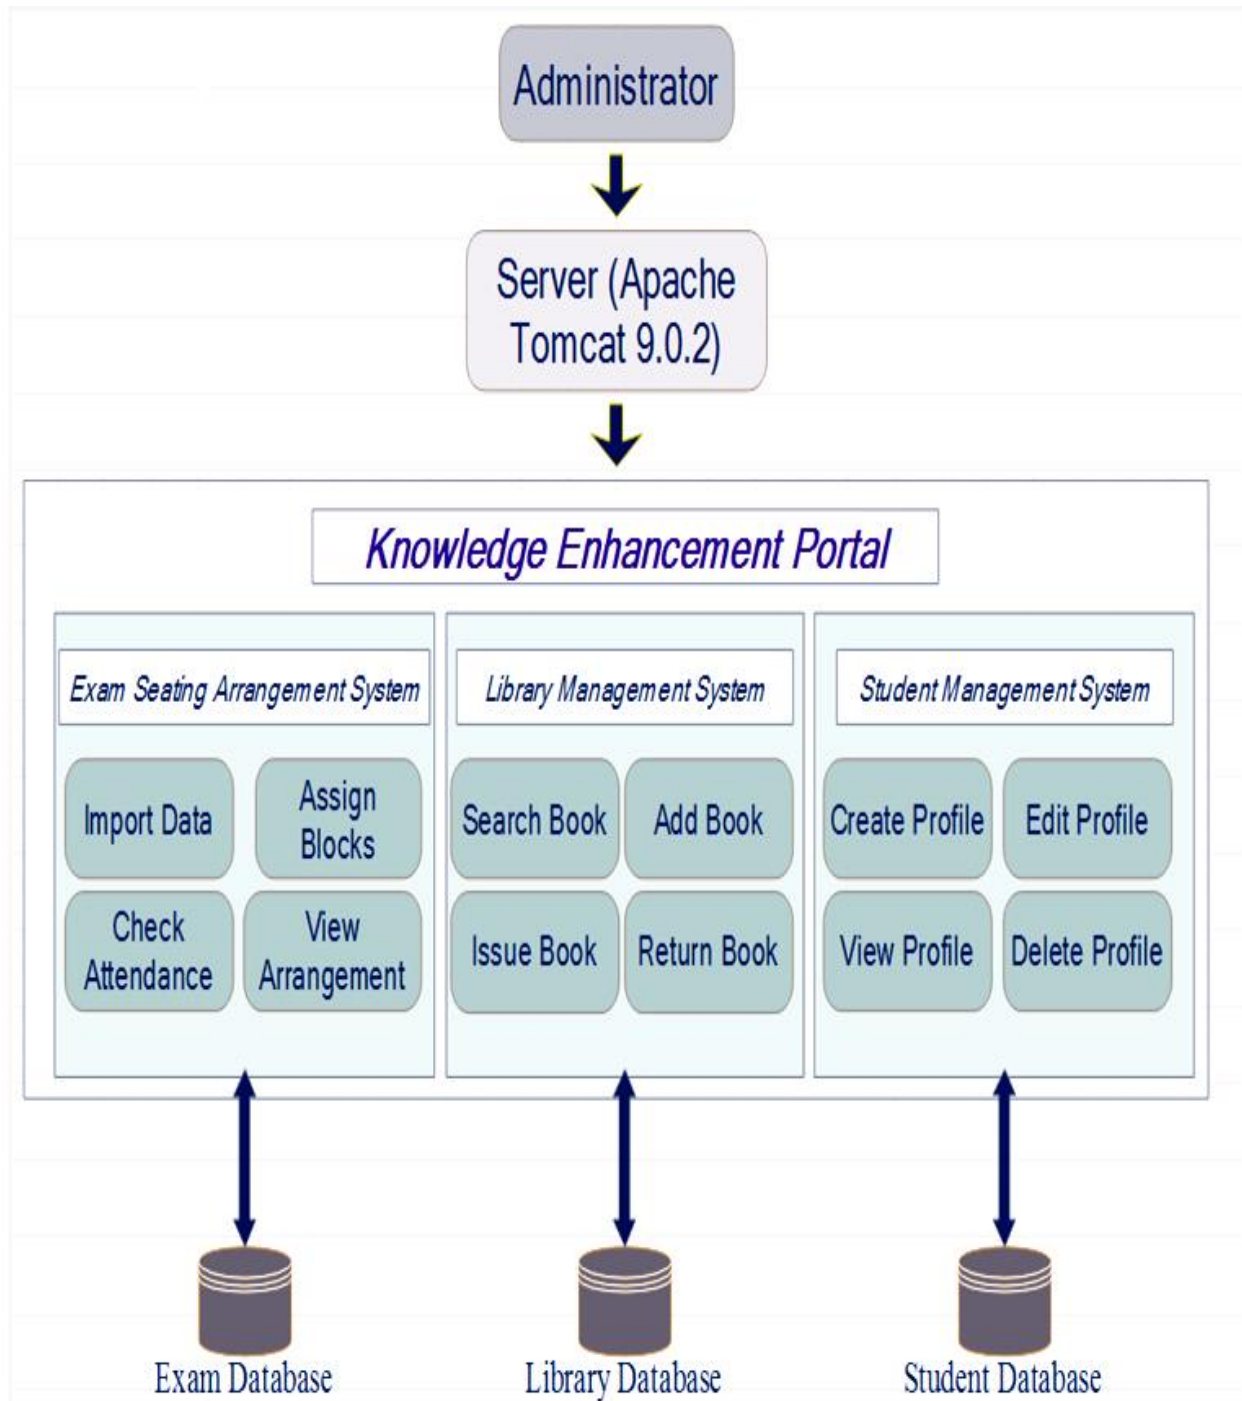 Administrator
Server (Apache
Tomcat 9.0.2)
Knowledge Enhancement Portal
Exam Seating Arrangement System
Import Data
Assign
Blocks
Check
Attendance
View
Arrangement
Library Management System
Search Book
Add Book
Issue Book
Return Book
Student Management System
Create Profile
Edit Profile
View Profile
Delete Profile
Exam Database
Library Database
Student Database